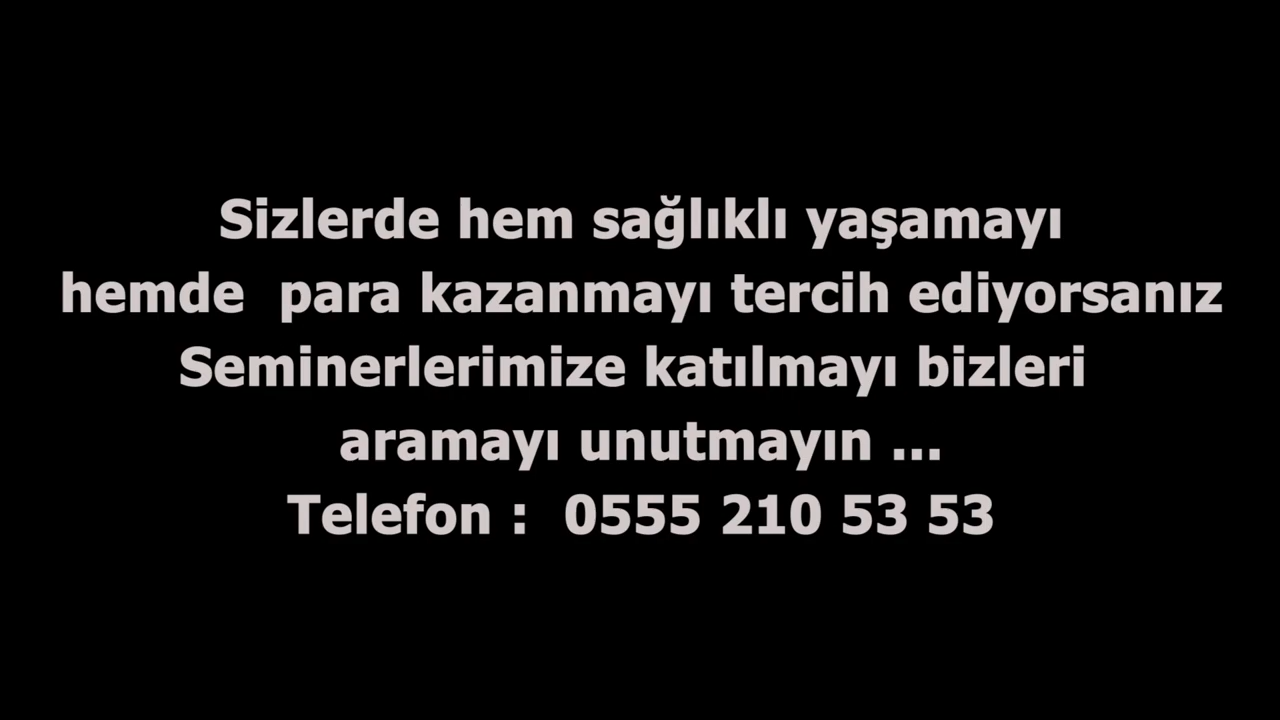 Sizlerde hem sağlıklı yaşamayı
hemde  para kazanmayı tercih ediyorsanız
Seminerlerimize katılmayı bizleri
aramayı unutmayın ...
Telefon :  0555 210 53 53